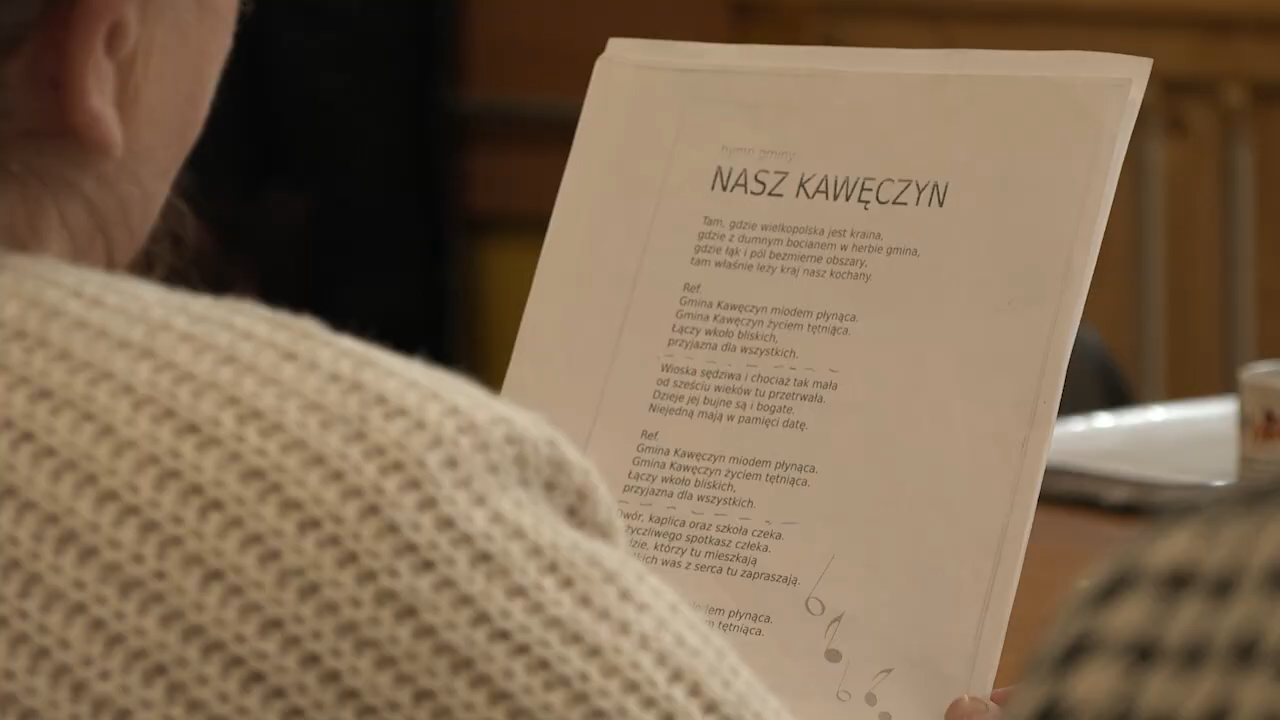 hymn gminy
NASZ KAWĘCZYN
Tam, gdzie wielkopolska jest kraina,
gdzie z dumnym bocianem w herbie gmina,
gdzie łąk i pól bezmierne obszary,
tam właśnie leży kraj nasz kochany.
Ref.
Gmina Kawęczyn miodem płynąca.
Gmina Kawęczyn życiem tętniąca.
Łączy wkoło bliskich,
przyjazna dla wszystkich.
Wioska sędziwa i chociaż tak mała
od sześciu wieków tu przetrwała.
Dzieje jej bujne są i bogate.
Niejedną mają w pamięci datę.
Ref.
Gmina Kawęczyn miodem płynąca.
Gmina Kawęczyn życiem tętniąca.
Łączy wkoło bliskich,
przyjazna dla wszystkich.
Dwór, kaplica oraz szkoła czeka.
życzliwego spotkasz człeka.
którzy tu mieszkają
was z serca tu zapraszają.
płynąca.
tętniąca.